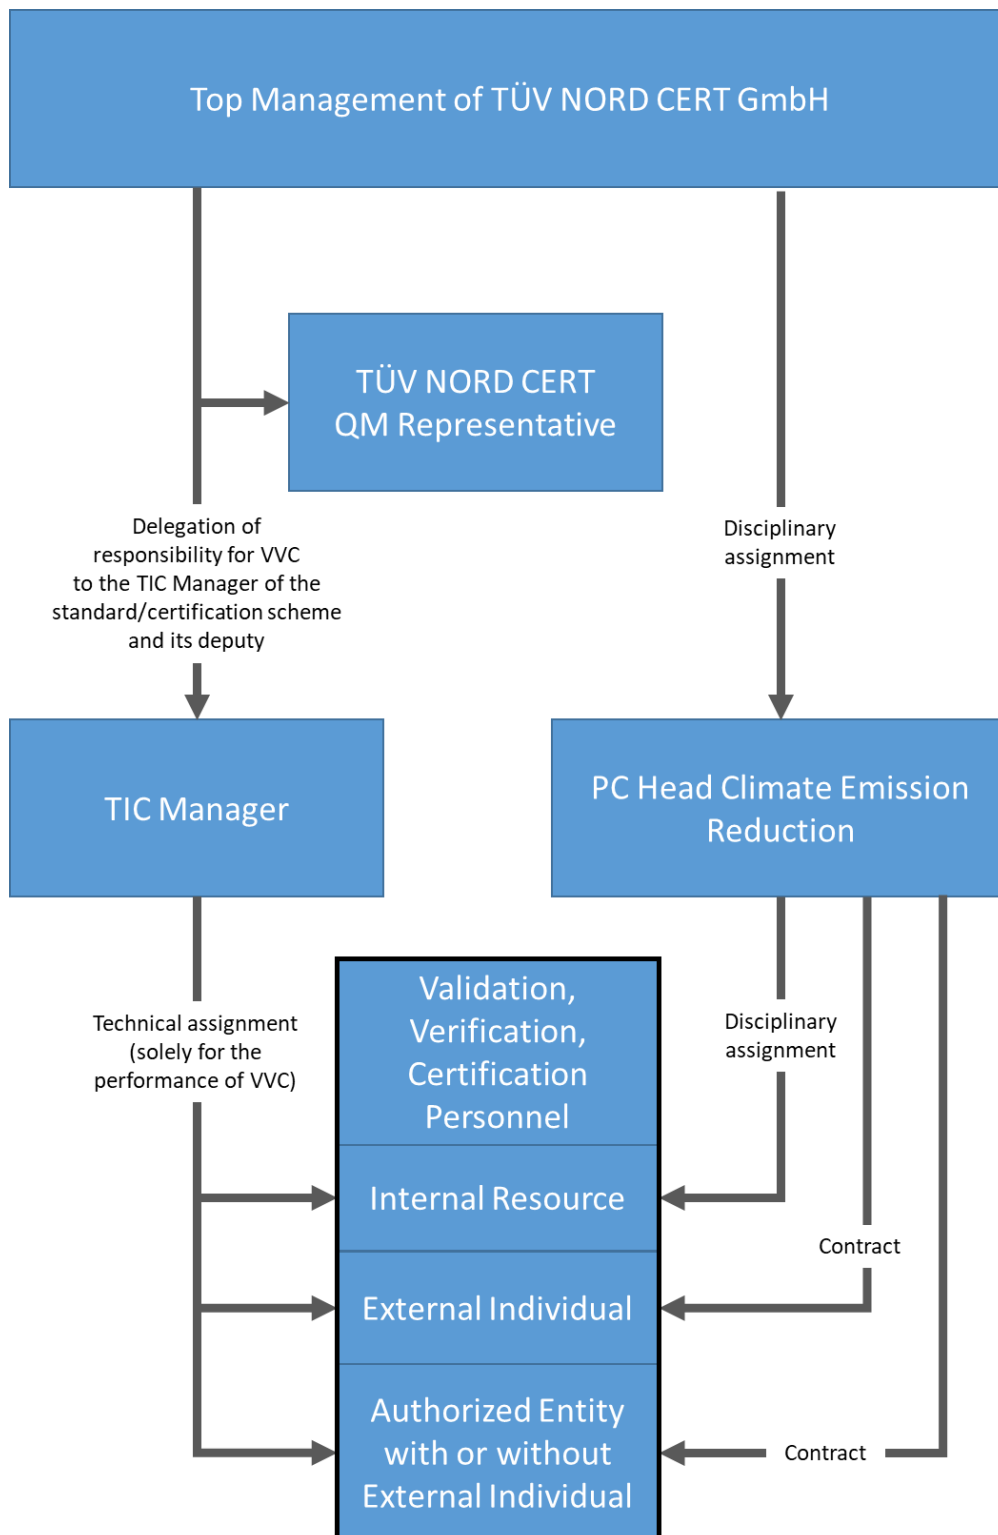 Top Management of TÜV NORD CERT GmbH
TÜV NORD CERT
QM Representative
Delegation of
responsibility for VVC
to the TIC Manager of the
standard/certification scheme
and its deputy
Disciplinary
assignment
TIC Manager
PC Head Climate Emission
Reduction
Technical assignment
(solely for the
performance of VVC)
Validation,
Verification,
Certification
Personnel
Disciplinary
assignment
Internal Resource
Contract
External Individual
Authorized Entity
with or without
External Individual
Contract